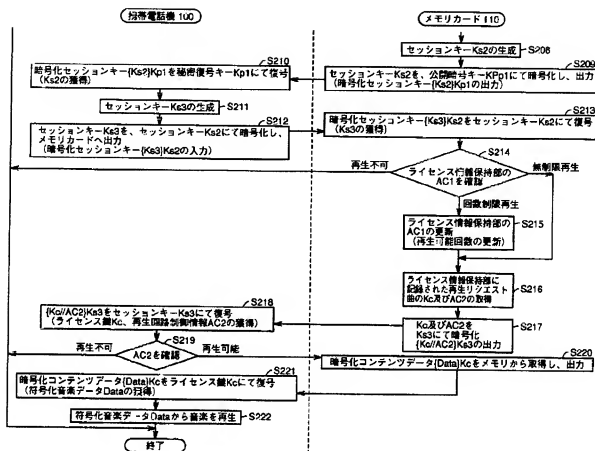 携帯電話機 100
メモリカード 110
S208
セッションキーKs2の生成
S209
セッションキーKs2を、公開暗号キーKPp1にて暗号化し、出力
(暗号化セッションキー{Ks2}Kp1の出力)
S210
暗号化セッションキー{Ks2}Kp1を秘密復号キーKp1にて復号
(Ks2の獲得)
セッションキーKs3の生成
S211
S212
セッションキーKs3を、セッションキーKs2にて暗号化し、
メモリカードへ出力
(暗号化セッションキー{Ks3}Ks2の入力)
S213
暗号化セッションキー{Ks3}Ks2をセッションキーKs2にて復号
(Ks3の獲得)
S214
ライセンス情報保持部の
AC1を確認
再生不可
無制限再生
回数制限再生
S215
ライセンス情報保持部の
AC1の更新
(再生可能回数の更新)
S216
ライセンス情報保持部に
記録された再生リクエスト
曲のKc及びAC2の取得
S217
Kc及びAC2を
Ks3にて暗号化
{Kc//AC2}Ks3の出力
S218
{Kc//AC2}Ks3をセッションキーKs3にて復号
(ライセンス鍵Kc、再生回路制御情報AC2の獲得)
S219
AC2を確認
再生不可
再生可能
S220
暗号化コンテンツデータ{Data}Kcをメモリから取得し、出力
S221
暗号化コンテンツデータ{Data}Kcをライセンス鍵Kcにて復号
(符号化音楽データDataの獲得)
符号化音楽データDataから音楽を再生
S222
終了